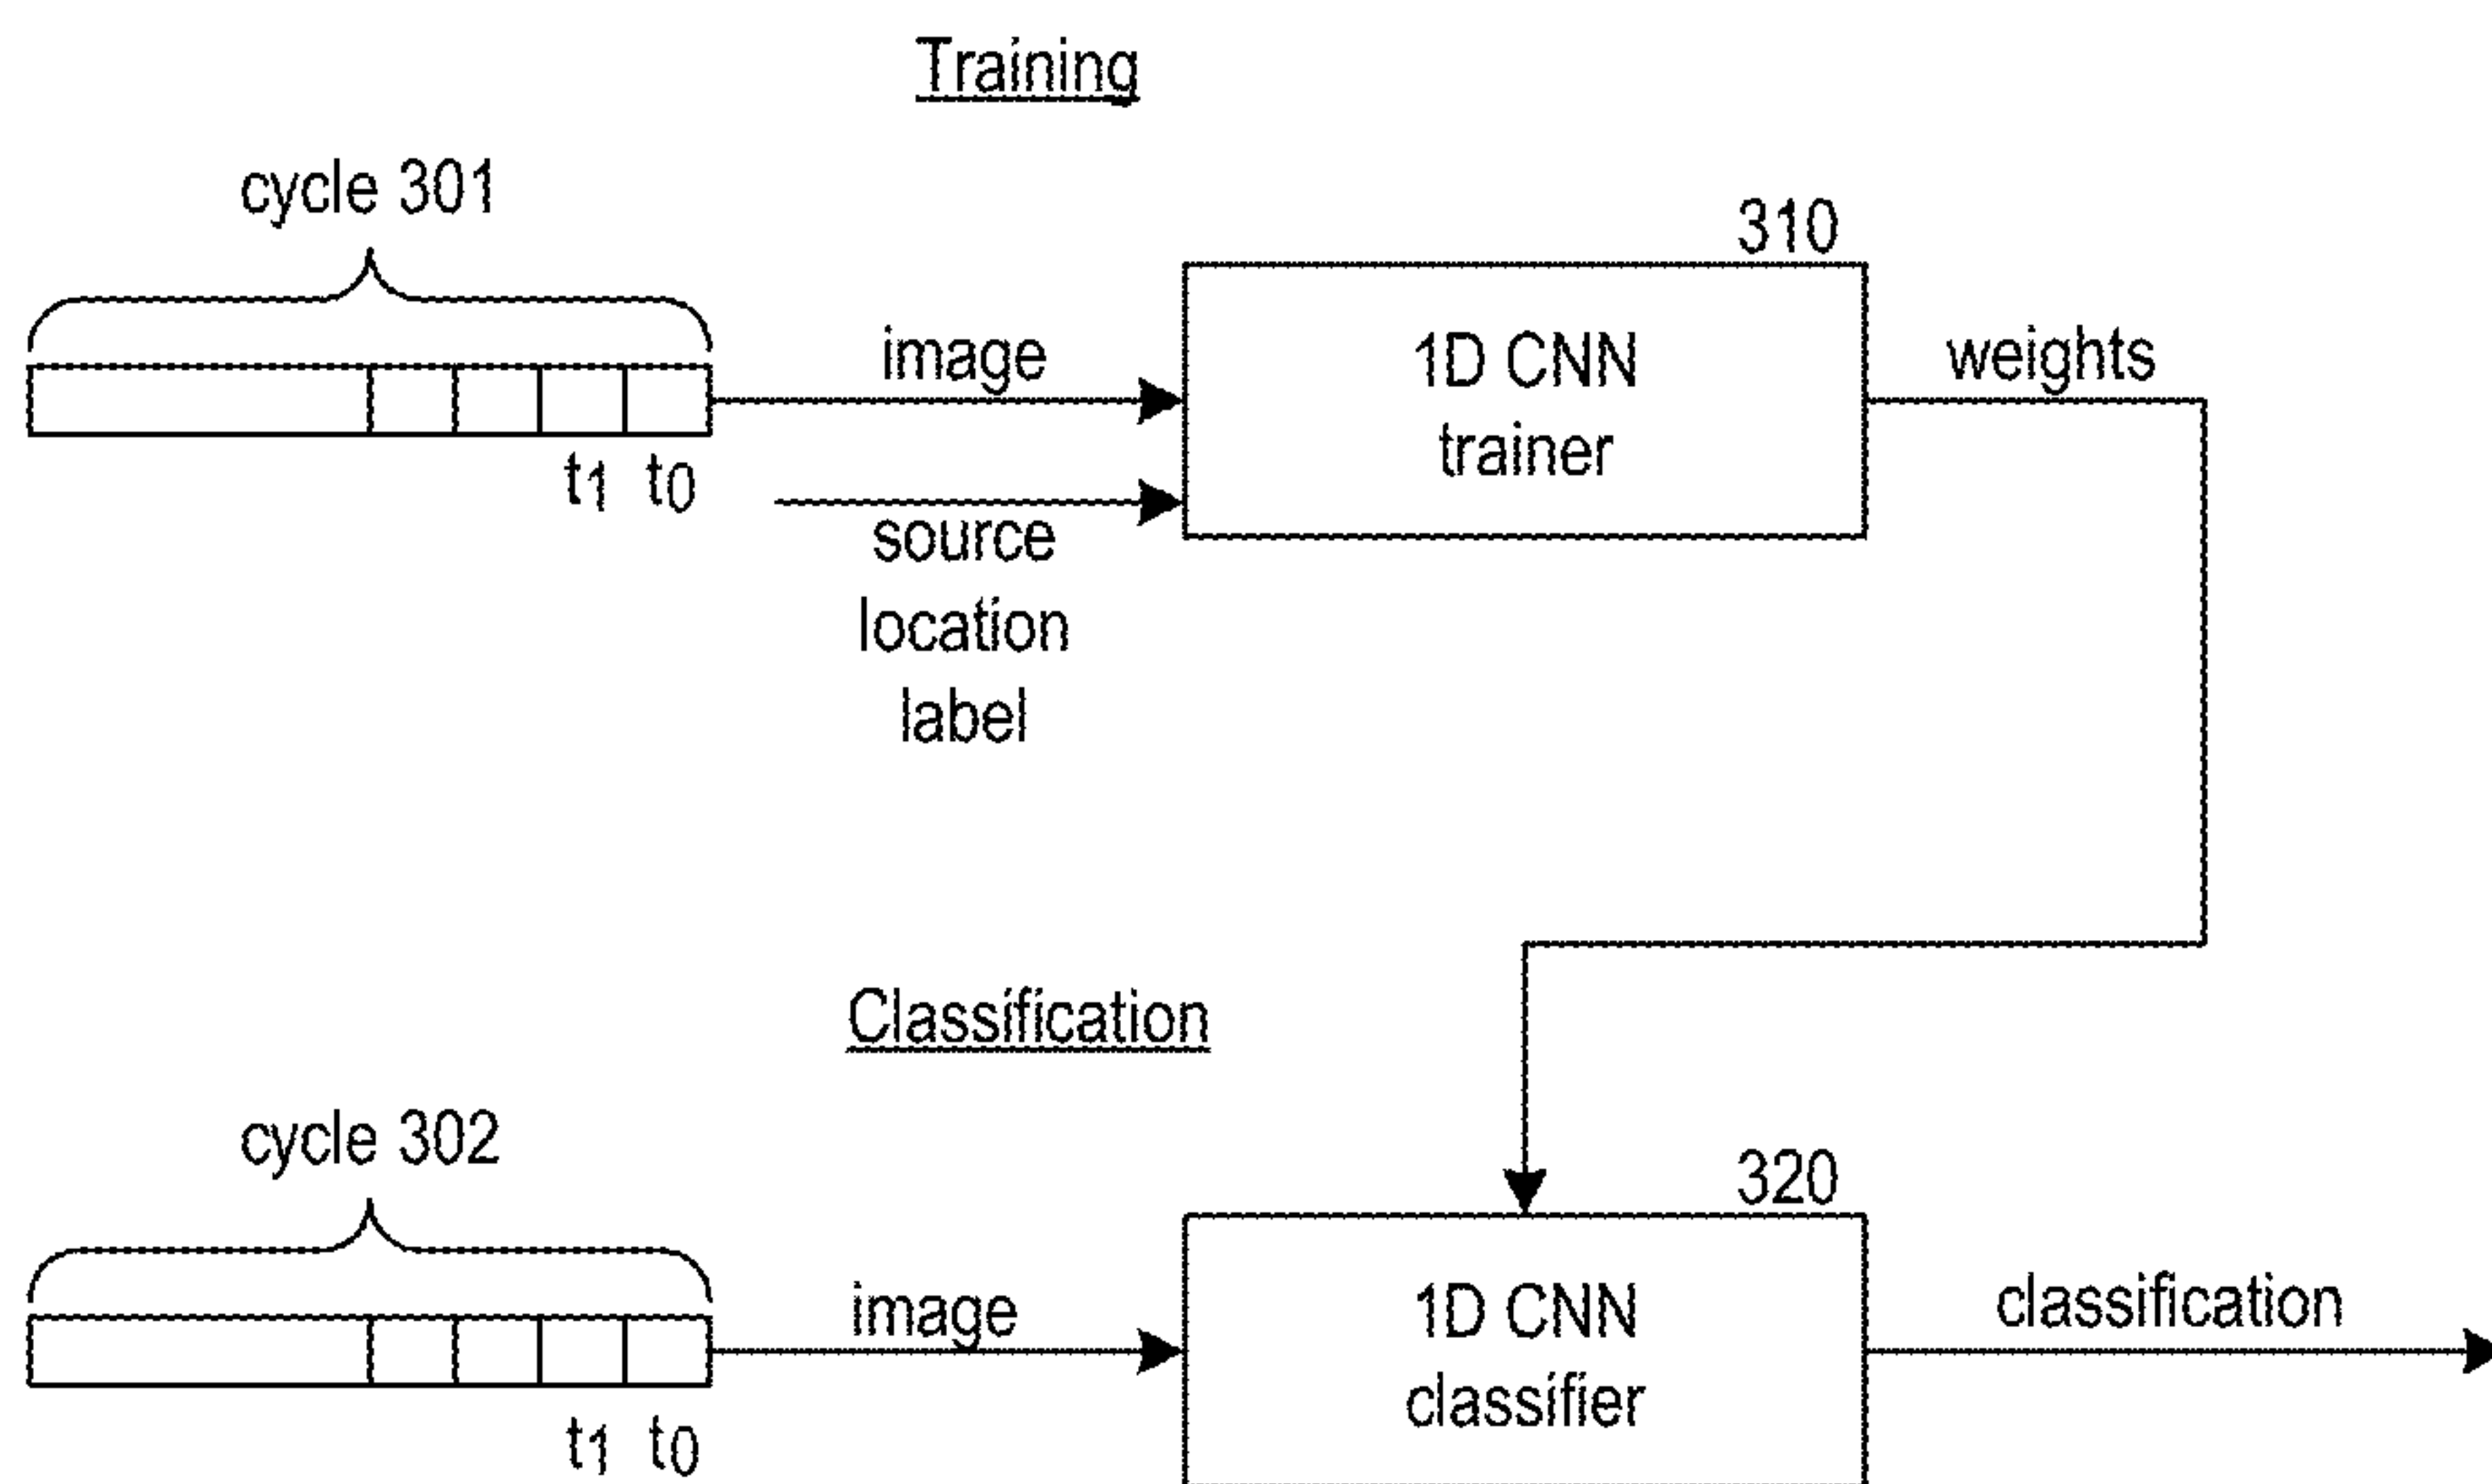 Training
cycle 301
310
image
1D CNN
trainer
weights
t1 t0
source
location
label
Classification
cycle 302
320
image
1D CNN
classifier
classification
t1 t0